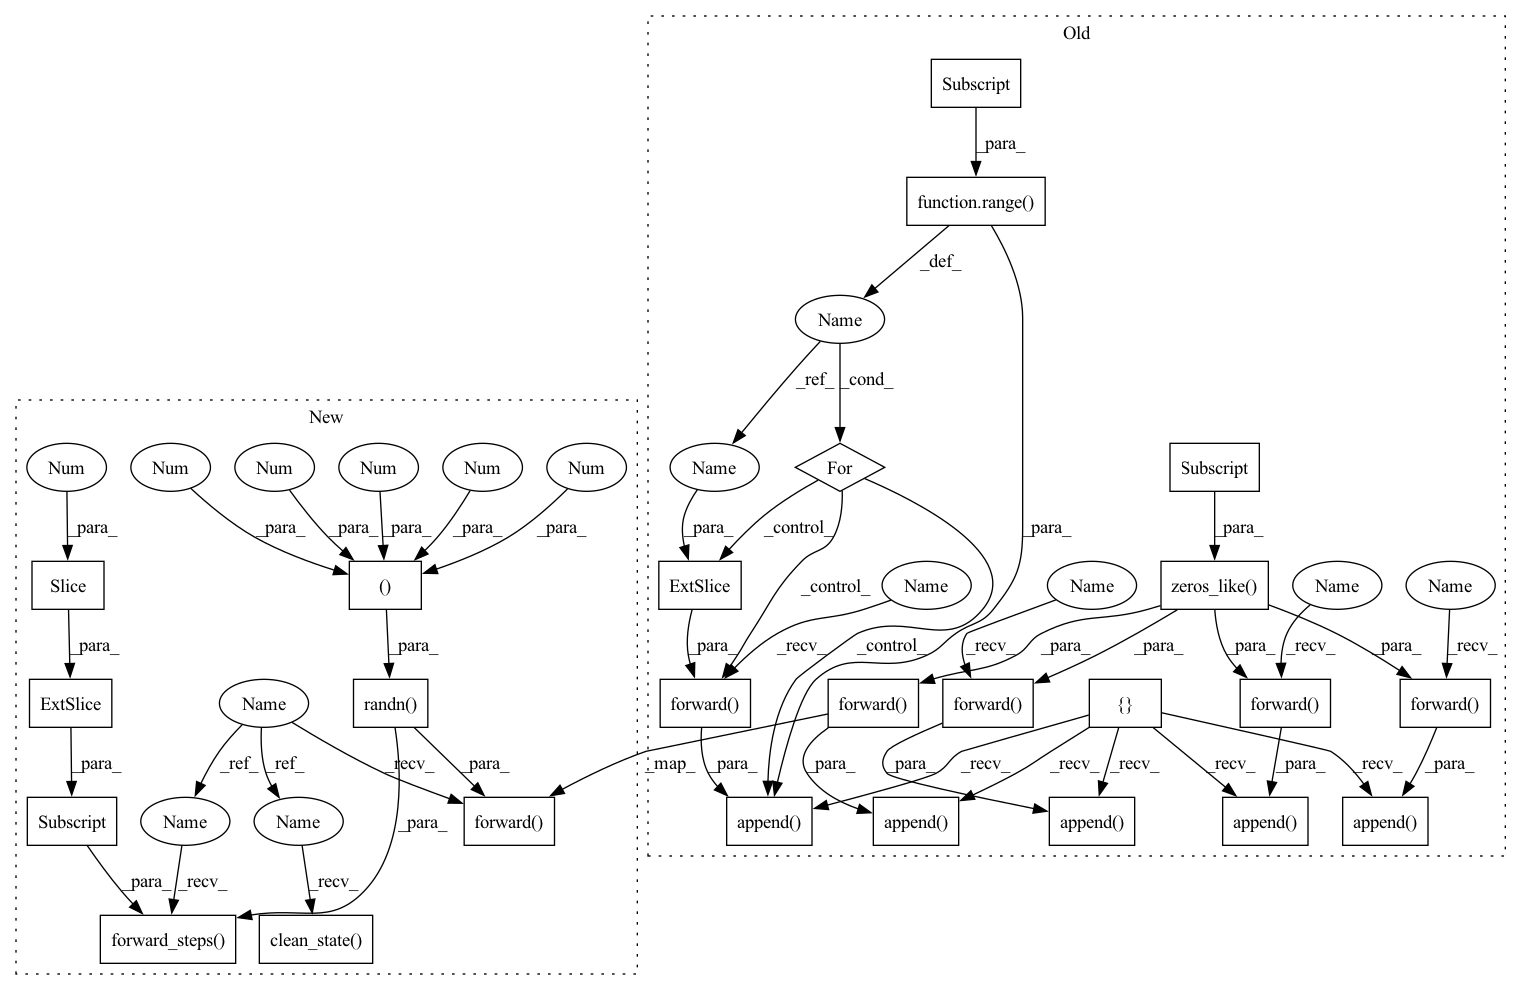 Old
Subscript
_para_
function.range()
_def_
Name
_ref_
_cond_
New
Num
Num
Num
Num
Num
Num
Name
For
Subscript
_para_
_para_
_para_
_para_
_para_
_para_
_para_
_control_
_para_
_para_
Slice
()
ExtSlice
Name
Name
zeros_like()
Name
Name
_control_
_para_
_para_
_para_
_recv_
_control_
_recv_
_para_
_para_
_para_
_recv_
_para_
_recv_
ExtSlice
Name
randn()
forward()
forward()
forward()
{}
forward()
forward()
_para_
_ref_
_ref_
_recv_
_para_
_map_
_para_
_para_
_para_
_recv_
_recv_
_recv_
_recv_
_para_
_recv_
_para_
Subscript
Name
Name
_para_
forward()
append()
append()
append()
append()
append()
_para_
_recv_
_recv_
forward_steps()
clean_state()